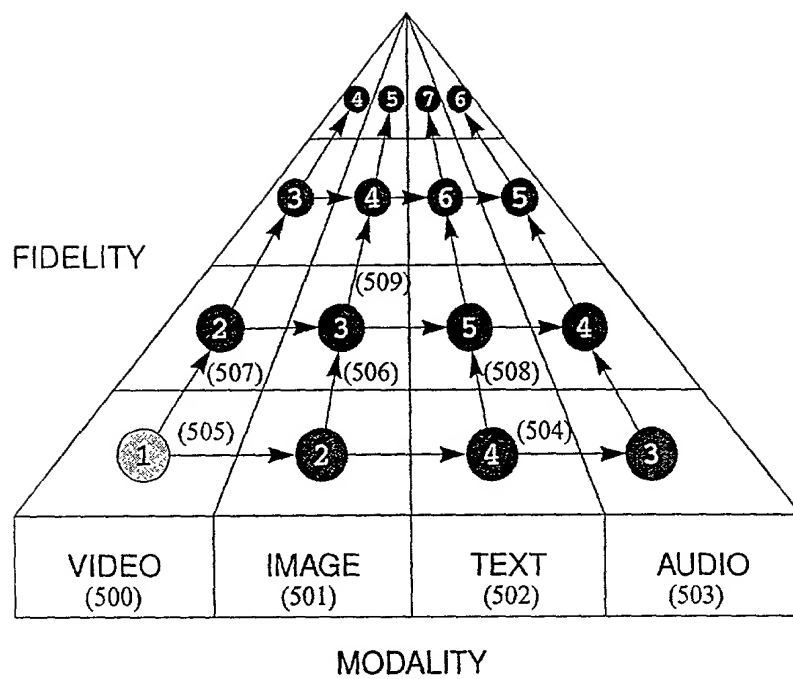 4 5 7 6
3 4 6 5
FIDELITY
(509)
2 3 5 4
(507) (506) (508)
(505) (504)
1 2 4 3
VIDEO IMAGE TEXT AUDIO
(500) (501) (502) (503)
MODALITY